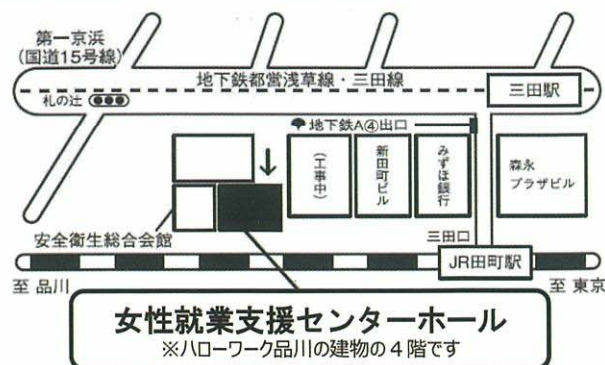 第一京浜
(国道15号線)
地下鉄都営浅草線・三田線
三田駅
札の辻
地下鉄A④出口
(工事中)
新田町ビル
みずほ銀行
森永
プラザビル
安全衛生総合会館
三田口
JR田町駅
至 品川
至 東京
女性就業支援センターホール
※ハローワーク品川の建物の4階です